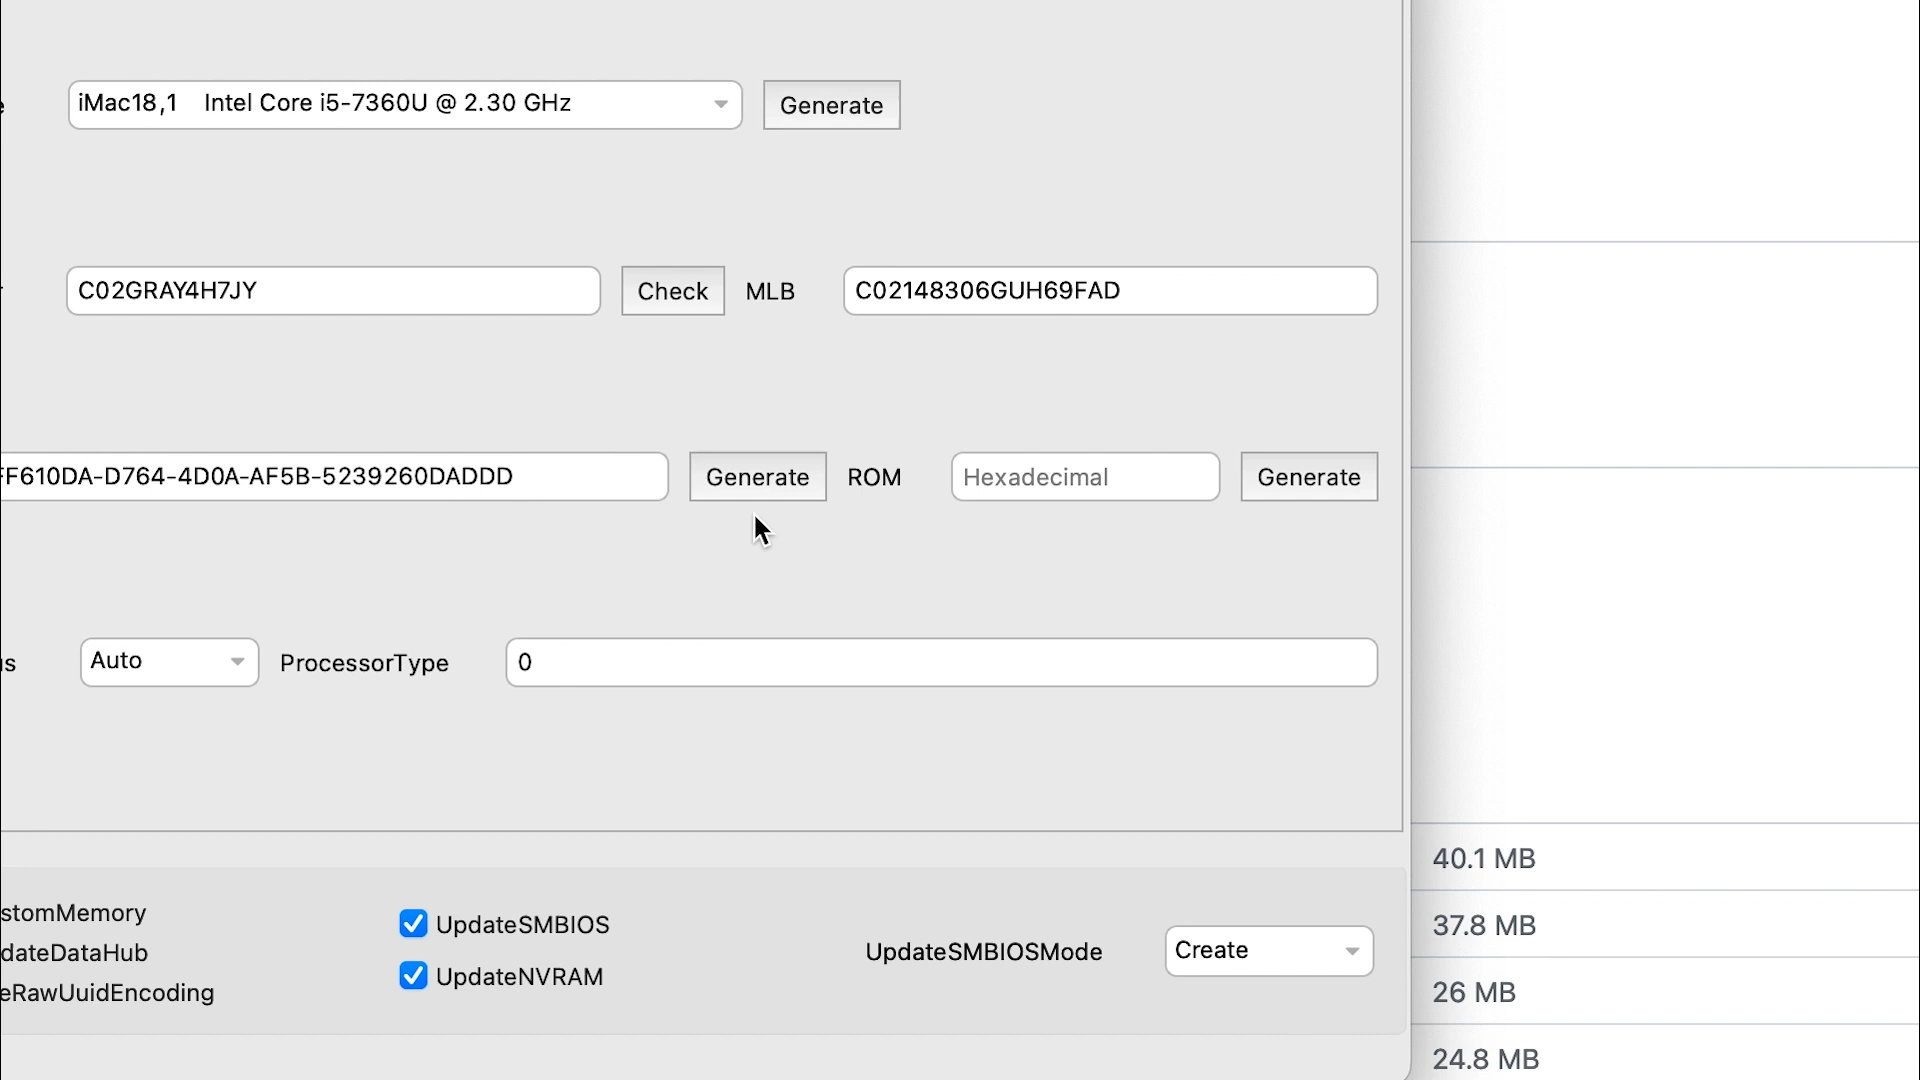 iMac18,1 Intel Core i5-7360U @ 2.30 GHz Generate
C02GRAY4H7JY Check MLB C02148306GUH69FAD
F610DA-D764-4D0A-AF5B-5239260DADDD Generate ROM Hexadecimal Generate
us Auto ProcessorType 0
stomMemory
dateDataHub
eRawUuidEncoding
UpdateSMBIOS
UpdateNVRAM
UpdateSMBIOSMode Create
40.1 MB
37.8 MB
26 MB
24.8 MB